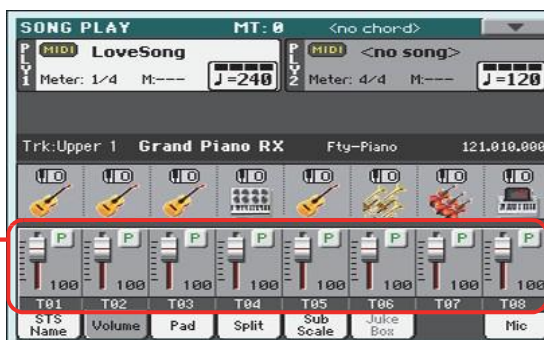 SONG PLAY MT: 0 <no chord>
PLY1 MIDI LoveSong
Meter: 1/4 M:--- ♩=240
PLY2 MIDI <no song>
Meter: 4/4 M:--- ♩=120
Trk:Upper 1 Grand Piano RX Fty-Piano 121.010.000
P P P P P P P P
100 100 100 100 100 100 100 100
T01 T02 T03 T04 T05 T06 T07 T08
STS Name Volume Pad Split Sub Scale Juke Box Mic